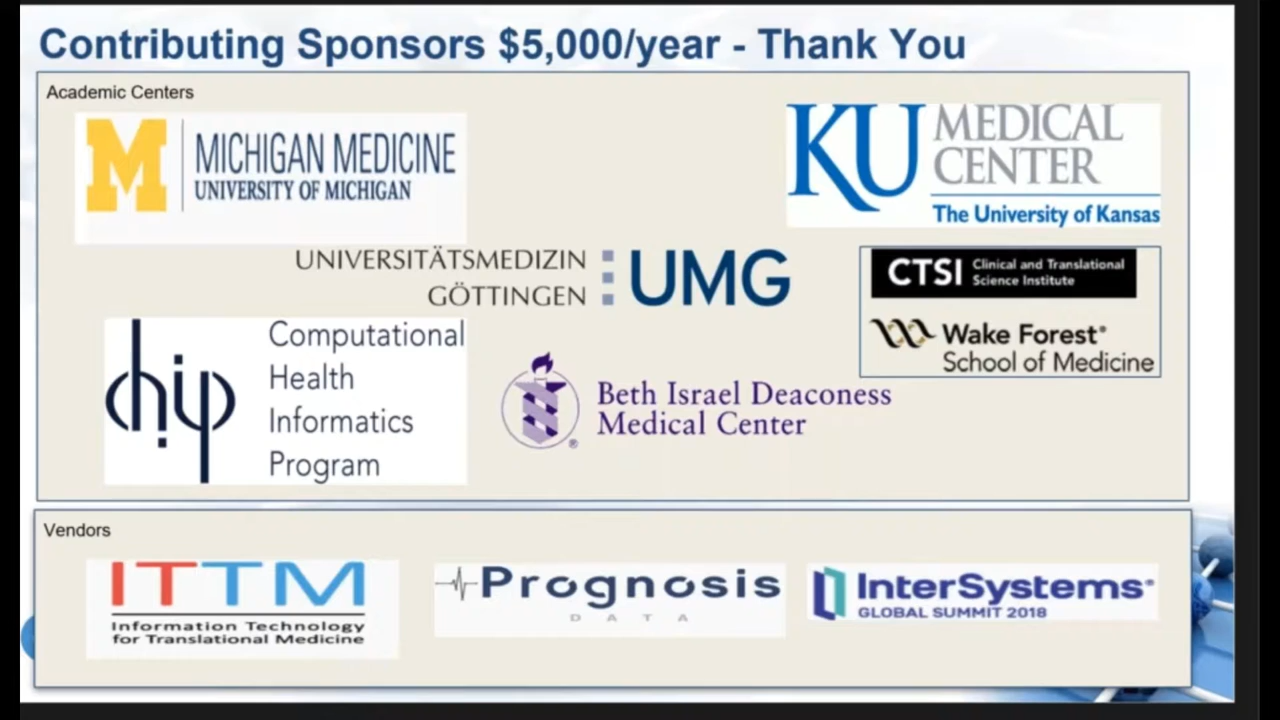 Contributing Sponsors $5,000/year - Thank You
Academic Centers
M
MICHIGAN MEDICINE
UNIVERSITY OF MICHIGAN
KU
MEDICAL
CENTER
The University of Kansas
UNIVERSITÄTSMEDIZIN
GÖTTINGEN
UMG
CTSI
Clinical and Translational
Science Institute
Wake Forest®
School of Medicine
chip
Computational
Health
Informatics
Program
Beth Israel Deaconess
Medical Center
®
Vendors
ITTM
Information Technology
for Translational Medicine
Prognosis
DATA
InterSystems®
GLOBAL SUMMIT 2018